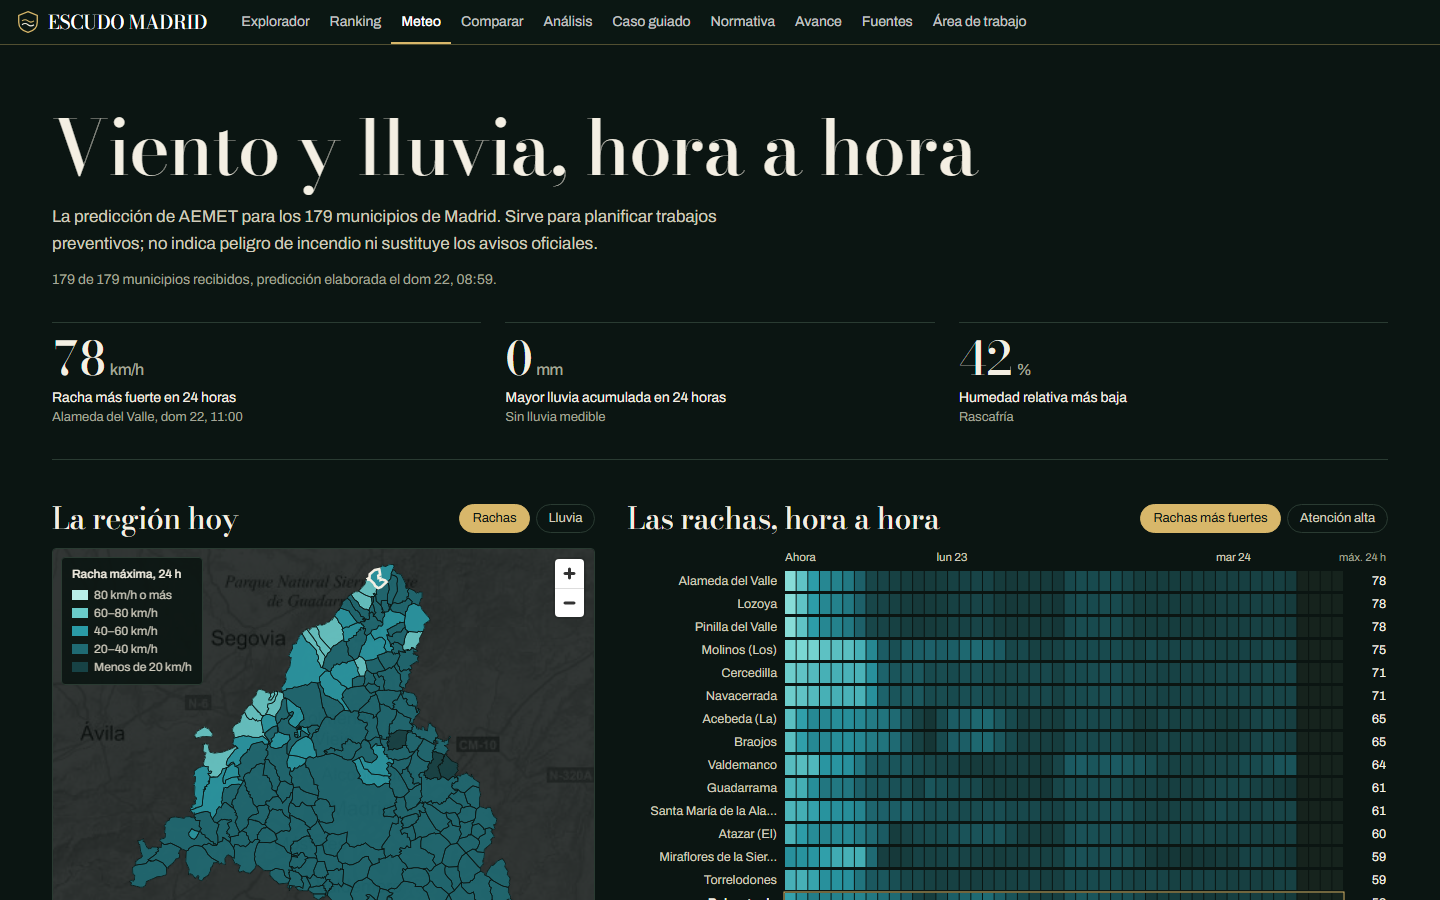 ESCUDO MADRID
Explorador Ranking Meteo Comparar Análisis Caso guiado Normativa Avance Fuentes Área de trabajo
Viento y lluvia, hora a hora
La predicción de AEMET para los 179 municipios de Madrid. Sirve para planificar trabajos
preventivos; no indica peligro de incendio ni sustituye los avisos oficiales.
179 de 179 municipios recibidos, predicción elaborada el dom 22, 08:59.
78 km/h
Racha más fuerte en 24 horas
Alameda del Valle, dom 22, 11:00
0 mm
Mayor lluvia acumulada en 24 horas
Sin lluvia medible
42 %
Humedad relativa más baja
Rascafría
La región hoy
Rachas Lluvia
Racha máxima, 24 h
80 km/h o más
60–80 km/h
40–60 km/h
20–40 km/h
Menos de 20 km/h
Parque Natural
de
Segovia
Ávila
N-6
CM-10
N-320A
+
−
Las rachas, hora a hora
Rachas más fuertes Atención alta
Ahora lun 23 mar 24 máx. 24 h
Alameda del Valle 78
Lozoya 78
Pinilla del Valle 78
Molinos (Los) 75
Cercedilla 71
Navacerrada 71
Acebeda (La) 65
Braojos 65
Valdemanco 64
Guadarrama 61
Santa María de la Ala... 61
Atazar (El) 60
Miraflores de la Sier... 59
Torrelodones 59